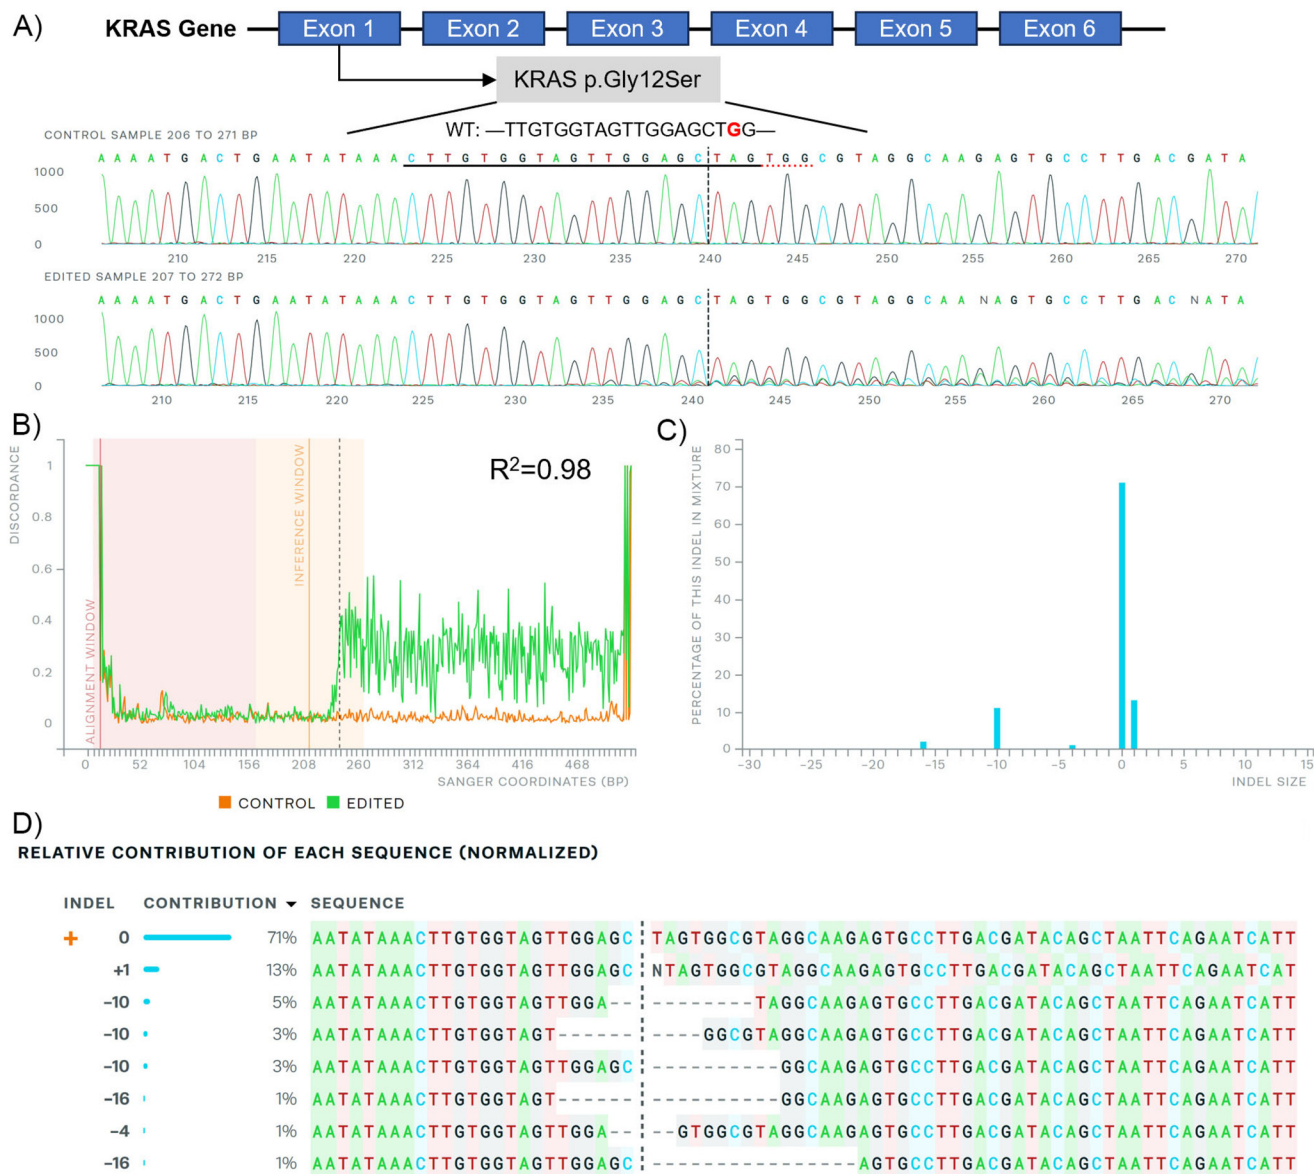 A)
KRAS Gene Exon 1 Exon 2 Exon 3 Exon 4 Exon 5 Exon 6
KRAS p.Gly12Ser
WT: —TTGTGGTAGTTGGAGCTGG—
CONTROL SAMPLE 206 TO 271 BP
A A A A T G A C T G A A T A T A A A C T T G T G G T A G T T G G A G C T A G T G G C G T A G G C A A G A G T G C C T T G A C G A T A
1000
500
0
210 215 220 225 230 235 240 245 250 255 260 265 270
EDITED SAMPLE 207 TO 272 BP
A A A A T G A C T G A A T A T A A A C T T G T G G T A G T T G G A G C T A G T G G C G T A G G C A A N A G T G C C T T G A C N A T A
1000
500
0
210 215 220 225 230 235 240 245 250 255 260 265 270
B)
DISCORDANCE
1
0.8
0.6
0.4
0.2
0
ALIGNMENT WINDOW
INFERENCE WINDOW
R²=0.98
0 52 104 156 208 260 312 364 416 468
SANGER COORDINATES (BP)
CONTROL EDITED
C)
PERCENTAGE OF THIS INDEL IN MIXTURE
80
70
60
50
40
30
20
10
0
-30 -25 -20 -15 -10 -5 0 5 10 15
INDEL SIZE
D)
RELATIVE CONTRIBUTION OF EACH SEQUENCE (NORMALIZED)
INDEL CONTRIBUTION SEQUENCE
+ 0 71% AATATAAACTTGTGGTAGTTGGAGC TAGTGGCGTAGGCAAGAGTGCCTTGACGATACAGCTAATTCAGAATCATT
+1 13% AATATAAACTTGTGGTAGTTGGAGC NTAGTGGCGTAGGCAAGAGTGCCTTGACGATACAGCTAATTCAGAATCAT
-10 5% AATATAAACTTGTGGTAGTTGGA-- --------TAGGCAAGAGTGCCTTGACGATACAGCTAATTCAGAATCATT
-10 3% AATATAAACTTGTGGTAGT------ ----GGCGTAGGCAAGAGTGCCTTGACGATACAGCTAATTCAGAATCATT
-10 3% AATATAAACTTGTGGTAGTTGGAGC ----------GGCAAGAGTGCCTTGACGATACAGCTAATTCAGAATCATT
-16 1% AATATAAACTTGTGGTAGT------ ----------GGCAAGAGTGCCTTGACGATACAGCTAATTCAGAATCATT
-4 1% AATATAAACTTGTGGTAGTTGGA-- --GTGGCGTAGGCAAGAGTGCCTTGACGATACAGCTAATTCAGAATCATT
-16 1% AATATAAACTTGTGGTAGTTGGAGC ----------------AGTGCCTTGACGATACAGCTAATTCAGAATCATT